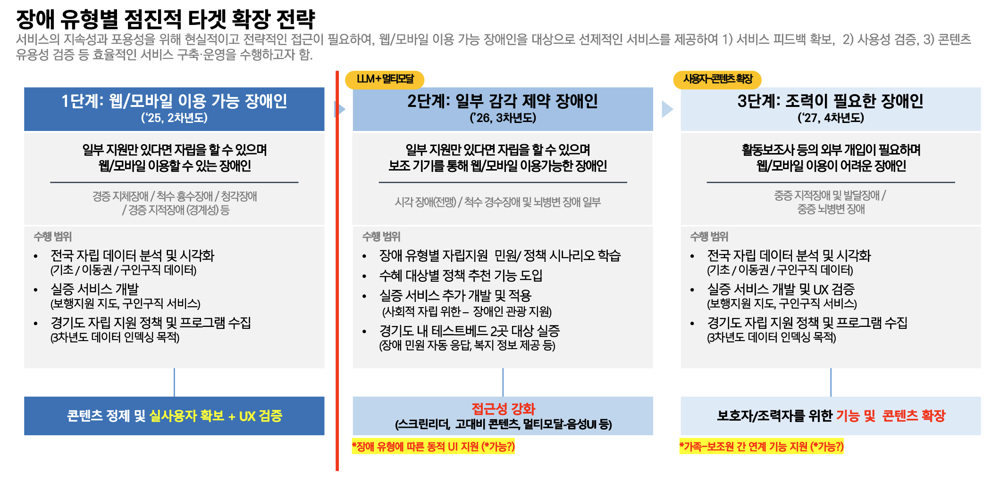 장애 유형별 점진적 타겟 확장 전략
서비스의 지속성과 포용성을 위해 현실적이고 전략적인 접근이 필요하여, 웹/모바일 이용 가능 장애인을 대상으로 선제적인 서비스를 제공하여 1) 서비스 피드백 확보, 2) 사용성 검증, 3) 콘텐츠
유용성 검증 등 효율적인 서비스 구축·운영을 수행하고자 함.
1단계: 웹/모바일 이용 가능 장애인
(‘25, 2차년도)
일부 지원만 있다면 자립을 할 수 있으며
웹/모바일 이용할 수 있는 장애인
경증 지체장애 / 척수 흉수장애 / 청각장애
/ 경증 지적장애 (경계성) 등
수행 범위
• 전국 자립 데이터 분석 및 시각화
(기초 / 이동권 / 구인구직 데이터)
• 실증 서비스 개발
(보행지원 지도, 구인구직 서비스)
• 경기도 자립 지원 정책 및 프로그램 수집
(3차년도 데이터 인덱싱 목적)
콘텐츠 정제 및 실사용자 확보 + UX 검증
LLM + 멀티모달
2단계: 일부 감각 제약 장애인
(’26, 3차년도)
일부 지원만 있다면 자립을 할 수 있으며
보조 기기를 통해 웹/모바일 이용가능한 장애인
시각 장애(전맹) / 척수 경수장애 및 뇌병변 장애 일부
수행 범위
• 장애 유형별 자립지원 민원/ 정책 시나리오 학습
• 수혜 대상별 정책 추천 기능 도입
• 실증 서비스 추가 개발 및 적용
(사회적 자립 위한 – 장애인 관광 지원)
• 경기도 내 테스트베드 2곳 대상 실증
(장애 민원 자동 응답, 복지 정보 제공 등)
접근성 강화
(스크린리더, 고대비 콘텐츠, 멀티모달-음성UI 등)
*장애 유형에 따른 동적 UI 지원 (*가능?)
사용자-콘텐츠 확장
3단계: 조력이 필요한 장애인
(‘27, 4차년도)
활동보조사 등의 외부 개입이 필요하며
웹/모바일 이용이 어려운 장애인
중증 지적장애 및 발달장애 /
중증 뇌병변 장애
수행 범위
• 전국 자립 데이터 분석 및 시각화
(기초 / 이동권 / 구인구직 데이터)
• 실증 서비스 개발 및 UX 검증
(보행지원 지도, 구인구직 서비스)
• 경기도 자립 지원 정책 및 프로그램 수집
(3차년도 데이터 인덱싱 목적)
보호자/조력자를 위한 기능 및 콘텐츠 확장
*가족-보조원 간 연계 기능 지원 (*가능?)